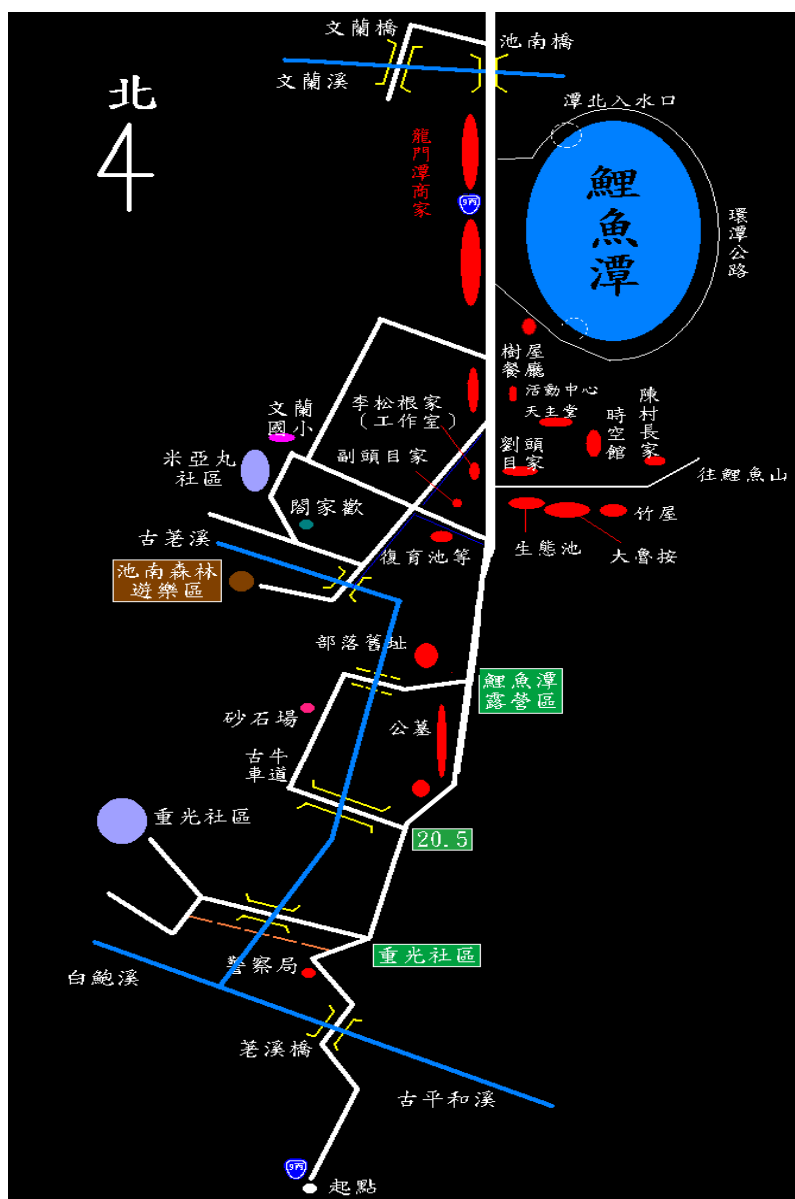 文蘭橋
池南橋
文蘭溪
北
潭北入水口
龍門潭商家
鯉魚潭
環潭公路
9丙
樹屋
餐廳
活動中心
天主堂
陳村長家
時空館
李松根家
（工作室）
文蘭
國小
副頭目家
劉頭
目家
米亞丸
社區
往鯉魚山
閤家歡
竹屋
古荖溪
復育池等
生態池
大魯按
池南森林
遊樂區
部落舊址
鯉魚潭
露營區
砂石場
公墓
古牛
車道
重光社區
20.5
警察局
重光社區
白鮑溪
荖溪橋
古平和溪
9丙
起點